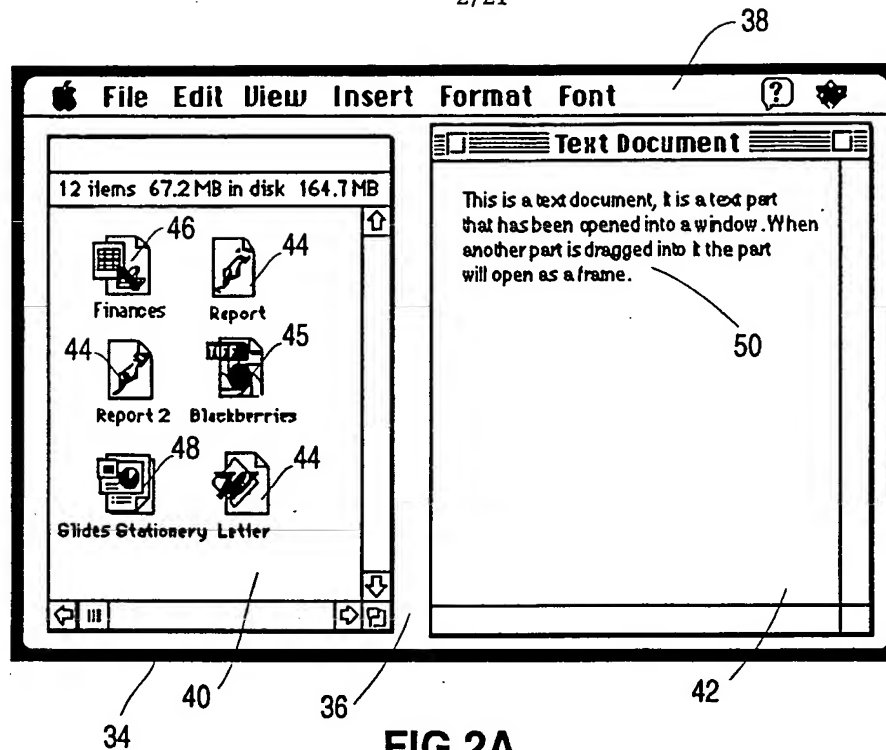 2/21
38
File Edit View Insert Format Font ?
Text Document
12 items 67.2 MB in disk 164.7 MB
This is a text document, it is a text part
that has been opened into a window. When
another part is dragged into it the part
will open as a frame.
46
44
Finances Report
50
44
45
Report 2 Blackberries
48
44
Slides Stationery Letter
40
36
42
34
FIG.2A